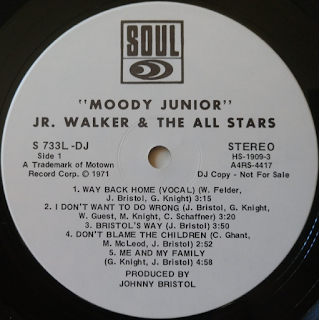 SOUL
"MOODY JUNIOR"
JR. WALKER & THE ALL STARS
S 733L-DJ
Side 1
A Trademark of Motown
Record Corp. © 1971
STEREO
HS-1909-3
A4RS-4417
DJ Copy - Not For Sale
1. WAY BACK HOME (VOCAL) (W. Felder,
J. Bristol, G. Knight) 3:15
2. I DON'T WANT TO DO WRONG (J. Bristol, G. Knight,
W. Guest, M. Knight, C. Schaffner) 3:20
3. BRISTOL'S WAY (J. Bristol) 2:50
4. DON'T BLAME THE CHILDREN (C. Ghant,
M. McLeod, J. Bristol) 2:52
5. ME AND MY FAMILY
(G. Knight, J. Bristol) 4:58
PRODUCED BY
JOHNNY BRISTOL